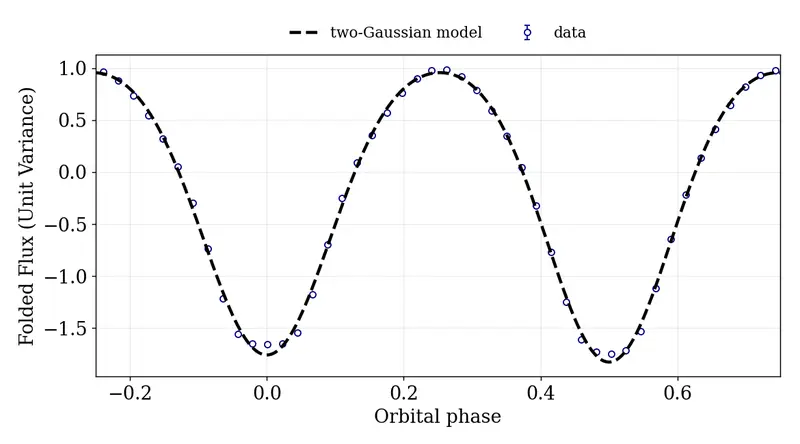 two-Gaussian model data
Folded Flux (Unit Variance)
1.0
0.5
0.0
−0.5
−1.0
−1.5
−0.2 0.0 0.2 0.4 0.6
Orbital phase